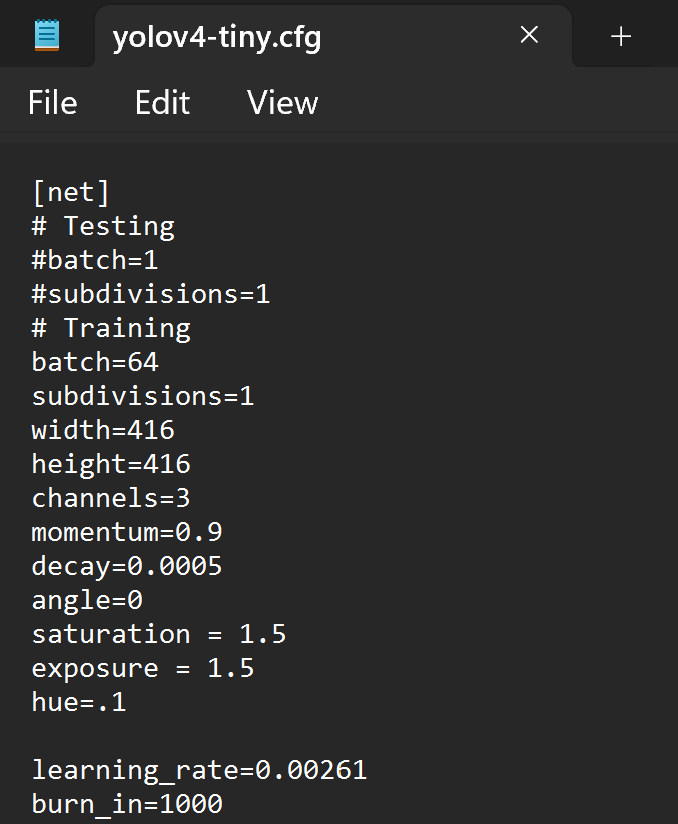 yolov4-tiny.cfg
File Edit View
[net]
# Testing
#batch=1
#subdivisions=1
# Training
batch=64
subdivisions=1
width=416
height=416
channels=3
momentum=0.9
decay=0.0005
angle=0
saturation = 1.5
exposure = 1.5
hue=.1
learning_rate=0.00261
burn_in=1000